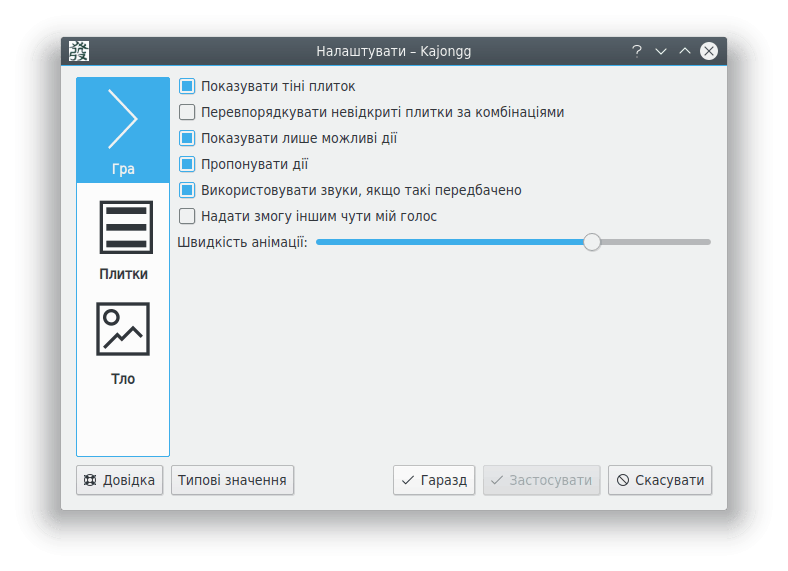 Налаштувати – Kajongg
Гра
Плитки
Тло
Показувати тіні плиток
Перевпорядкувати невідкриті плитки за комбінаціями
Показувати лише можливі дії
Пропонувати дії
Використовувати звуки, якщо такі передбачено
Надати змогу іншим чути мій голос
Швидкість анімації:
Довідка
Типові значення
Гаразд
Застосувати
Скасувати